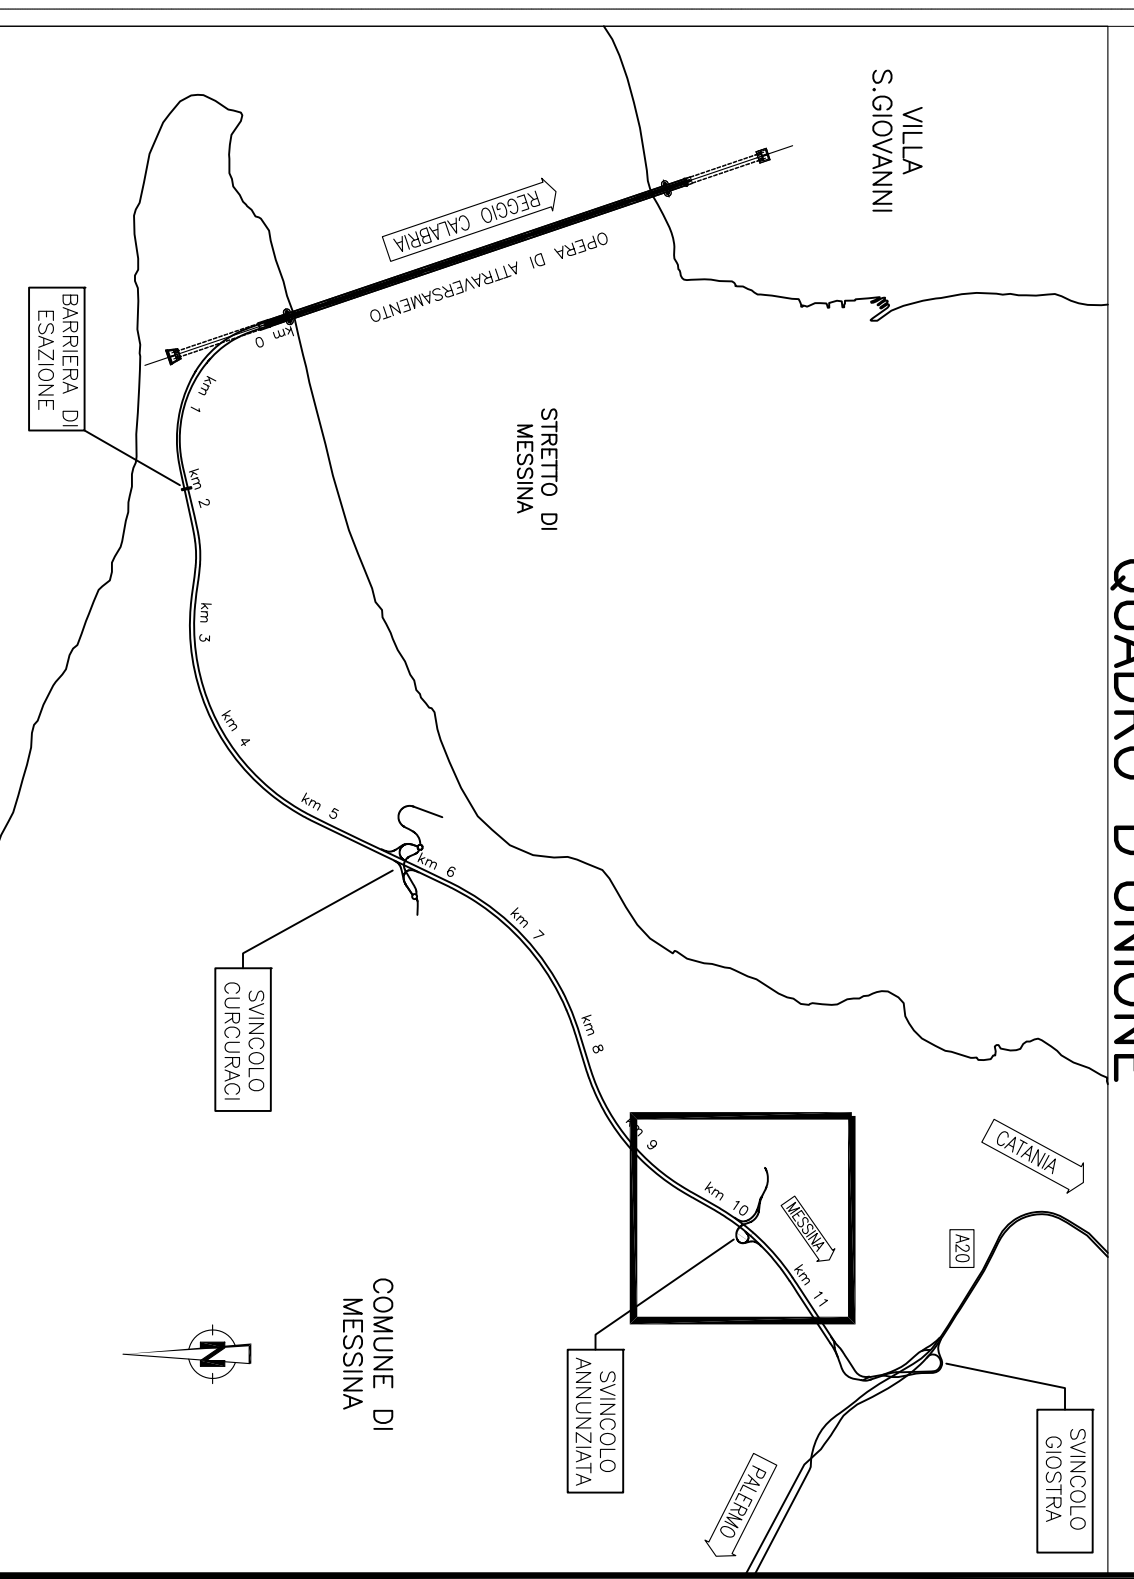 QUADRO D'UNIONE
VILLA
S.GIOVANNI
REGGIO CALABRIA
OPERA DI ATTRAVERSAMENTO
STRETTO DI
MESSINA
BARRIERA DI
ESAZIONE
km 0
km 1
km 2
km 3
km 4
km 5
km 6
km 7
km 8
km 9
km 10
km 11
SVINCOLO
CURCURACI
CATANIA
A20
MESSINA
SVINCOLO
ANNUNZIATA
SVINCOLO
GIOSTRA
PALERMO
COMUNE DI
MESSINA
N